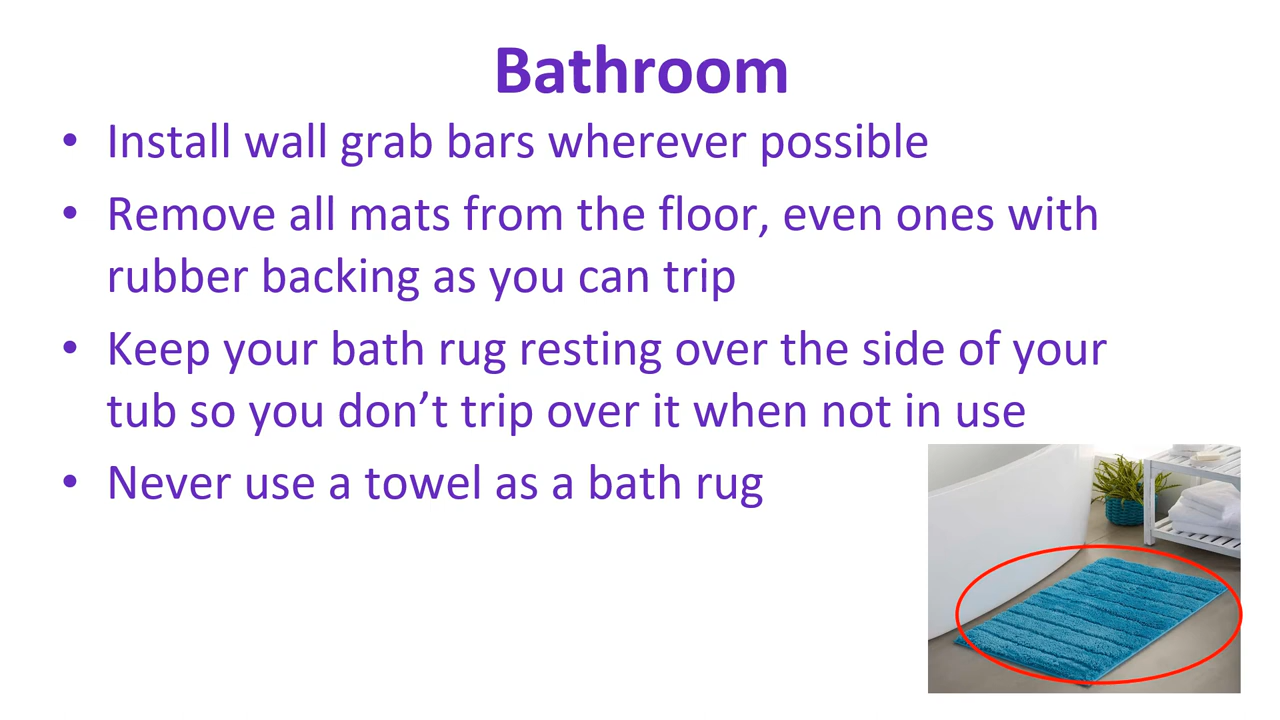 Bathroom
• Install wall grab bars wherever possible
• Remove all mats from the floor, even ones with
rubber backing as you can trip
• Keep your bath rug resting over the side of your
tub so you don’t trip over it when not in use
• Never use a towel as a bath rug